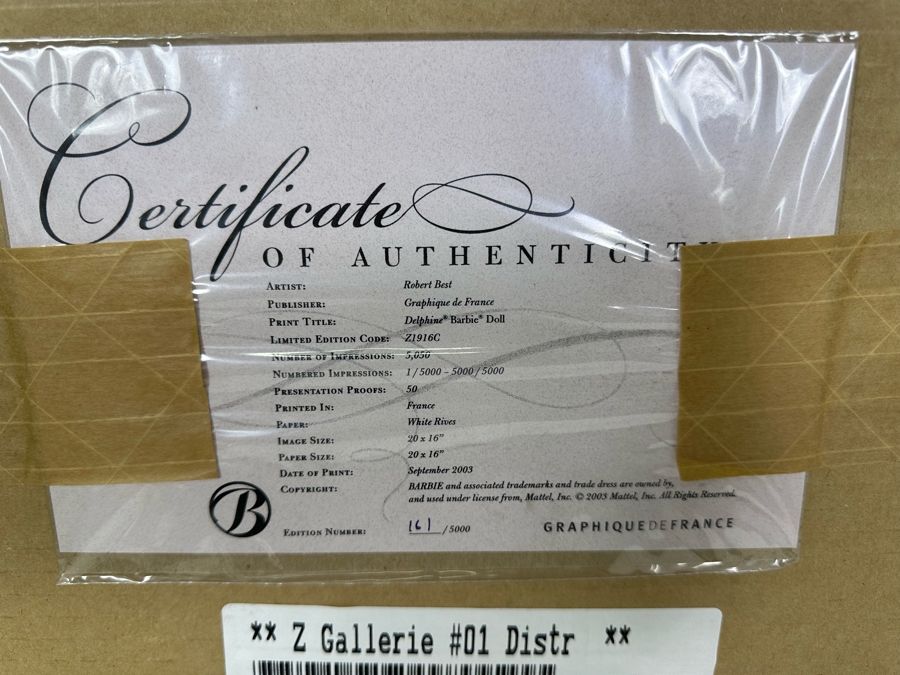 Certificate
OF AUTHENTICITY
ARTIST: Robert Best
PUBLISHER: Graphique de France
PRINT TITLE: Delphine® Barbie® Doll
LIMITED EDITION CODE: Z1916C
NUMBER OF IMPRESSIONS: 5,050
NUMBERED IMPRESSIONS: 1 / 5000 – 5000 / 5000
PRESENTATION PROOFS: 50
PRINTED IN: France
PAPER: White Rives
IMAGE SIZE: 20 x 16”
PAPER SIZE: 20 x 16”
DATE OF PRINT: September 2003
COPYRIGHT: BARBIE and associated trademarks and trade dress are owned by,
and used under license from, Mattel, Inc. © 2003 Mattel, Inc. All Rights Reserved.
B
EDITION NUMBER: 161 / 5000
GRAPHIQUEDEFRANCE
** Z Gallerie #01 Distr **